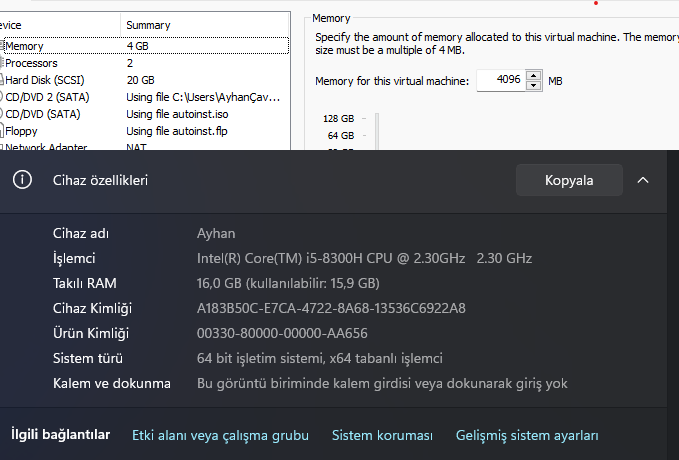 evice Summary
Memory 4 GB
Processors 2
Hard Disk (SCSI) 20 GB
CD/DVD 2 (SATA) Using file C:\Users\AyhanÇav...
CD/DVD (SATA) Using file autoinst.iso
Floppy Using file autoinst.flp
Network Adapter NAT
Memory
Specify the amount of memory allocated to this virtual machine. The memory
size must be a multiple of 4 MB.
Memory for this virtual machine: 4096 MB
128 GB
64 GB
Cihaz özellikleri Kopyala
Cihaz adı Ayhan
İşlemci Intel(R) Core(TM) i5-8300H CPU @ 2.30GHz 2.30 GHz
Takılı RAM 16,0 GB (kullanılabilir: 15,9 GB)
Cihaz Kimliği A183B50C-E7CA-4722-8A68-13536C6922A8
Ürün Kimliği 00330-80000-00000-AA656
Sistem türü 64 bit işletim sistemi, x64 tabanlı işlemci
Kalem ve dokunma Bu görüntü biriminde kalem girdisi veya dokunarak giriş yok
İlgili bağlantılar Etki alanı veya çalışma grubu Sistem koruması Gelişmiş sistem ayarları